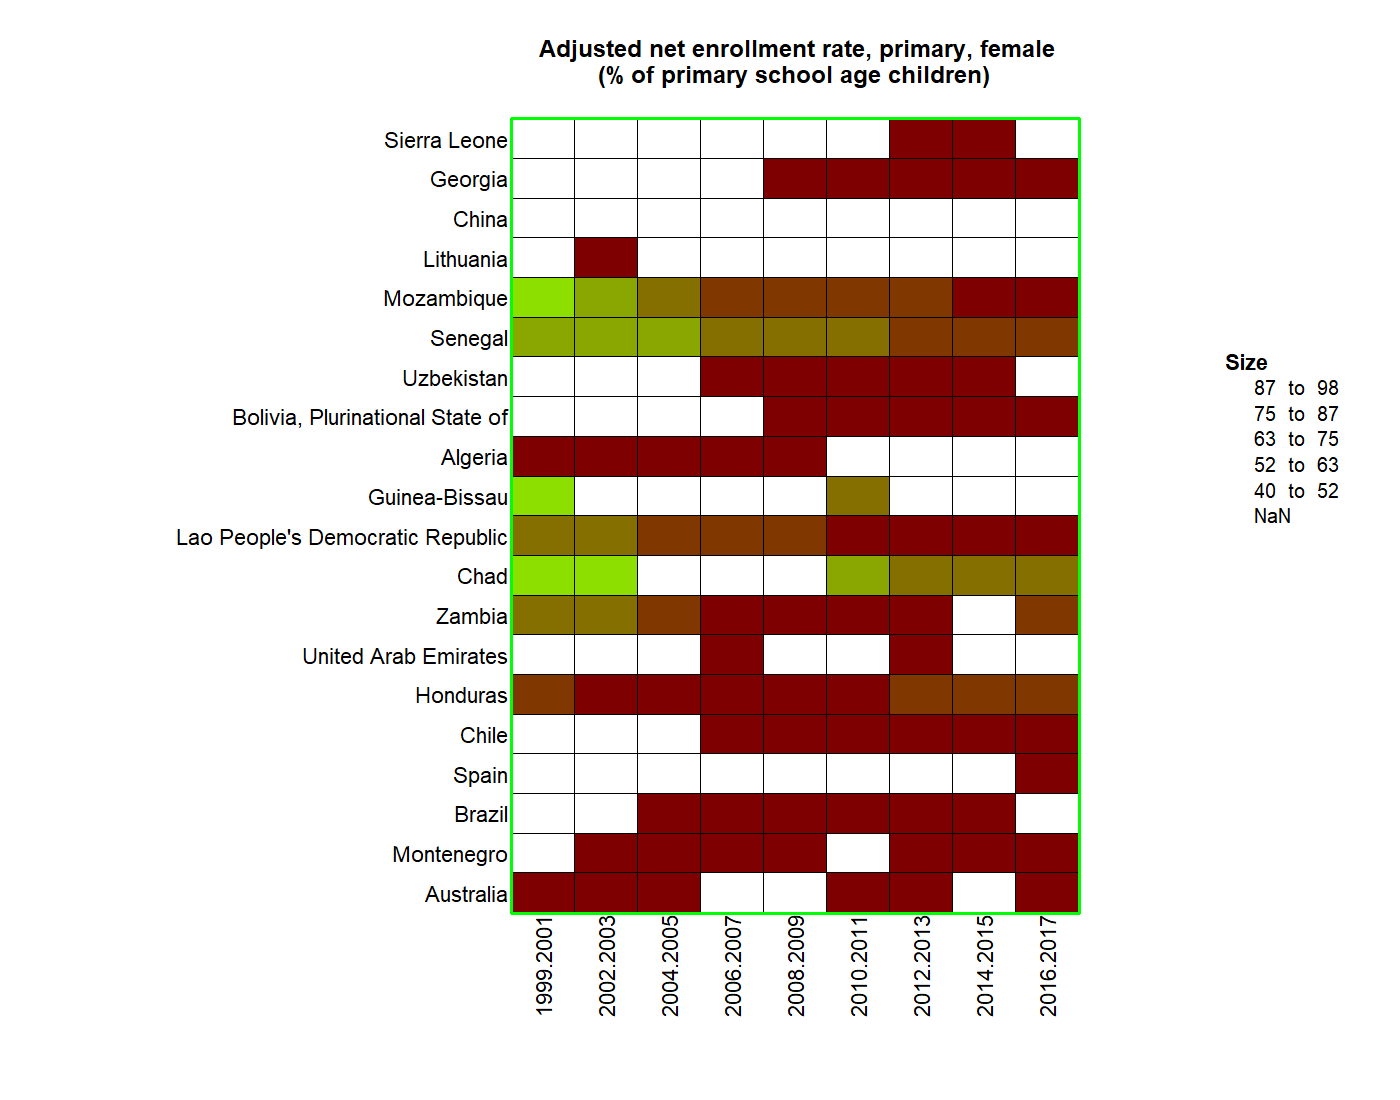 Adjusted net enrollment rate, primary, female
(% of primary school age children)
Sierra Leone
Georgia
China
Lithuania
Mozambique
Senegal
Uzbekistan
Bolivia, Plurinational State of
Algeria
Guinea-Bissau
Lao People's Democratic Republic
Chad
Zambia
United Arab Emirates
Honduras
Chile
Spain
Brazil
Montenegro
Australia
1999.2001
2002.2003
2004.2005
2006.2007
2008.2009
2010.2011
2012.2013
2014.2015
2016.2017
Size
87 to 98
75 to 87
63 to 75
52 to 63
40 to 52
NaN